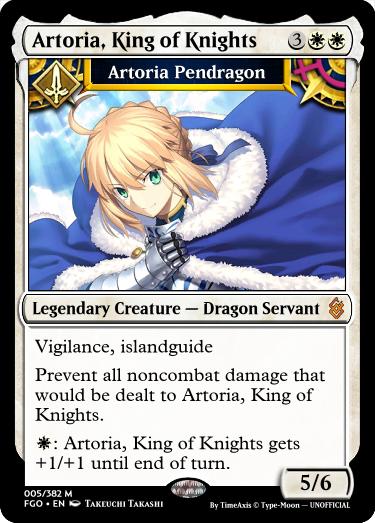 Artoria, King of Knights 3
Artoria Pendragon
Legendary Creature — Dragon Servant
Vigilance, islandguide
Prevent all noncombat damage that
would be dealt to Artoria, King of
Knights.
: Artoria, King of Knights gets
+1/+1 until end of turn.
5/6
005/382 M
FGO • EN Takeuchi Takashi
By TimeAxis © Type-Moon — UNOFFICIAL